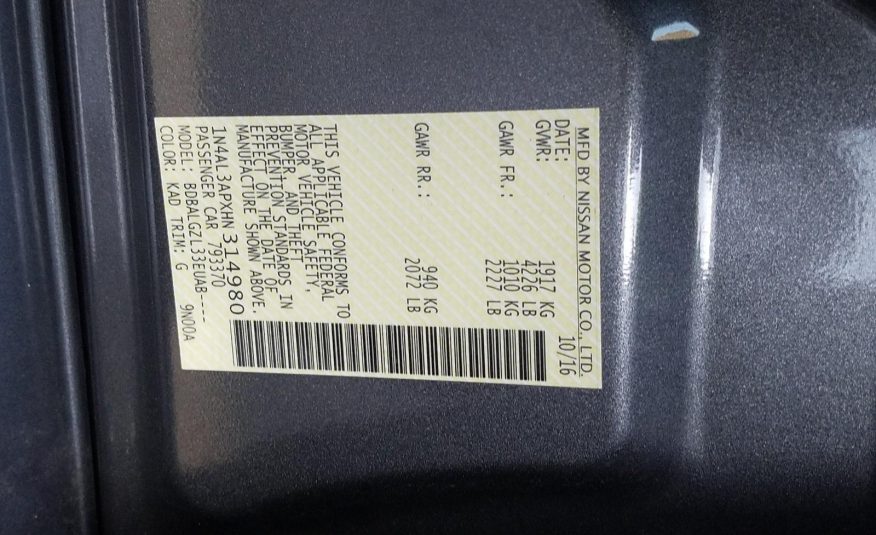 MFD BY NISSAN MOTOR CO., LTD.
DATE: 10/16
GVWR: 1917 KG
4226 LB
GAWR FR.: 1010 KG
2227 LB
GAWR RR.: 940 KG
2072 LB
THIS VEHICLE CONFORMS TO
ALL APPLICABLE FEDERAL
MOTOR VEHICLE SAFETY,
BUMPER, AND THEFT
PREVENTION STANDARDS IN
EFFECT ON THE DATE OF
MANUFACTURE SHOWN ABOVE.
1N4AL3APXHN314980
PASSENGER CAR 793370
MODEL: BDBALGZL33EUAB-----
COLOR: KAD TRIM: G 9N00A